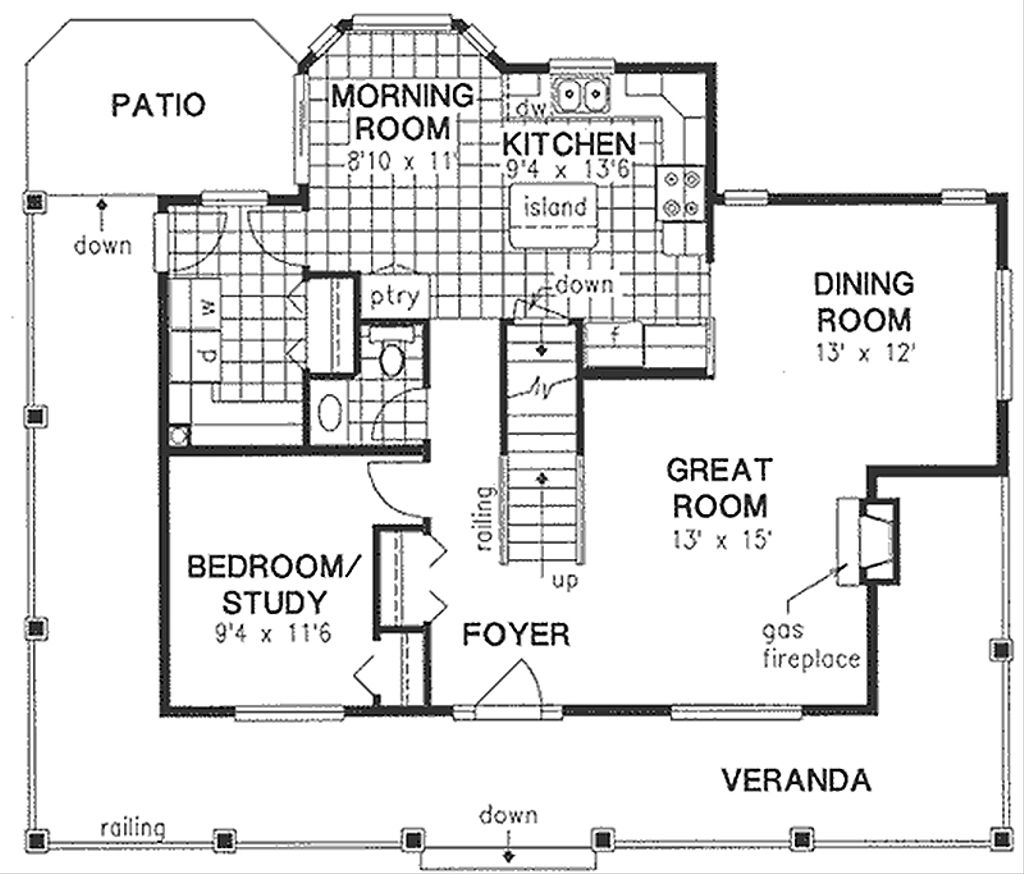 PATIO
MORNING
ROOM
8'10 x 11'
dw
KITCHEN
9'4 x 13'6
island
down
down
ptry
w
d
f
DINING
ROOM
13' x 12'
GREAT
ROOM
13' x 15'
railing
up
BEDROOM/
STUDY
9'4 x 11'6
FOYER
gas
fireplace
VERANDA
railing
down